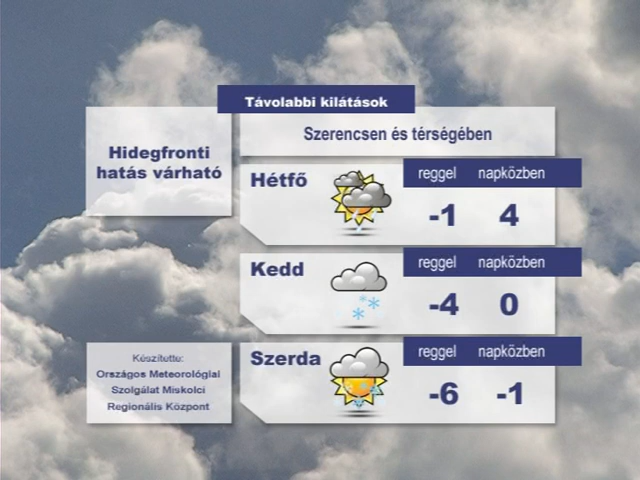 Távolabbi kilátások
Szerencsen és térségében
Hidegfronti
hatás várható
Hétfő
reggel napközben
-1 4
Kedd
reggel napközben
-4 0
Szerda
reggel napközben
-6 -1
Készítette:
Országos Meteorológiai
Szolgálat Miskolci
Regionális Központ